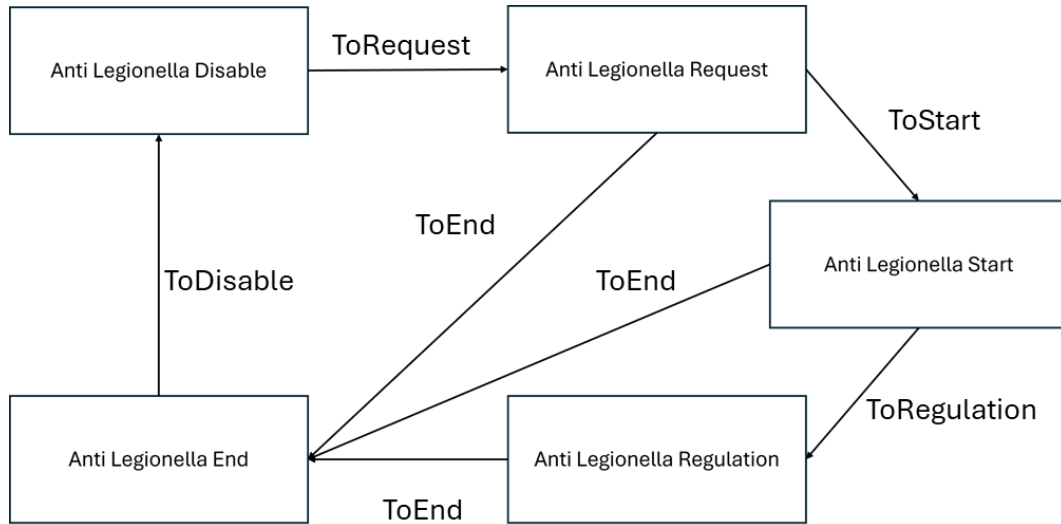 Anti Legionella Disable
ToRequest
Anti Legionella Request
ToStart
ToEnd
Anti Legionella Start
ToEnd
ToDisable
ToRegulation
Anti Legionella End
Anti Legionella Regulation
ToEnd